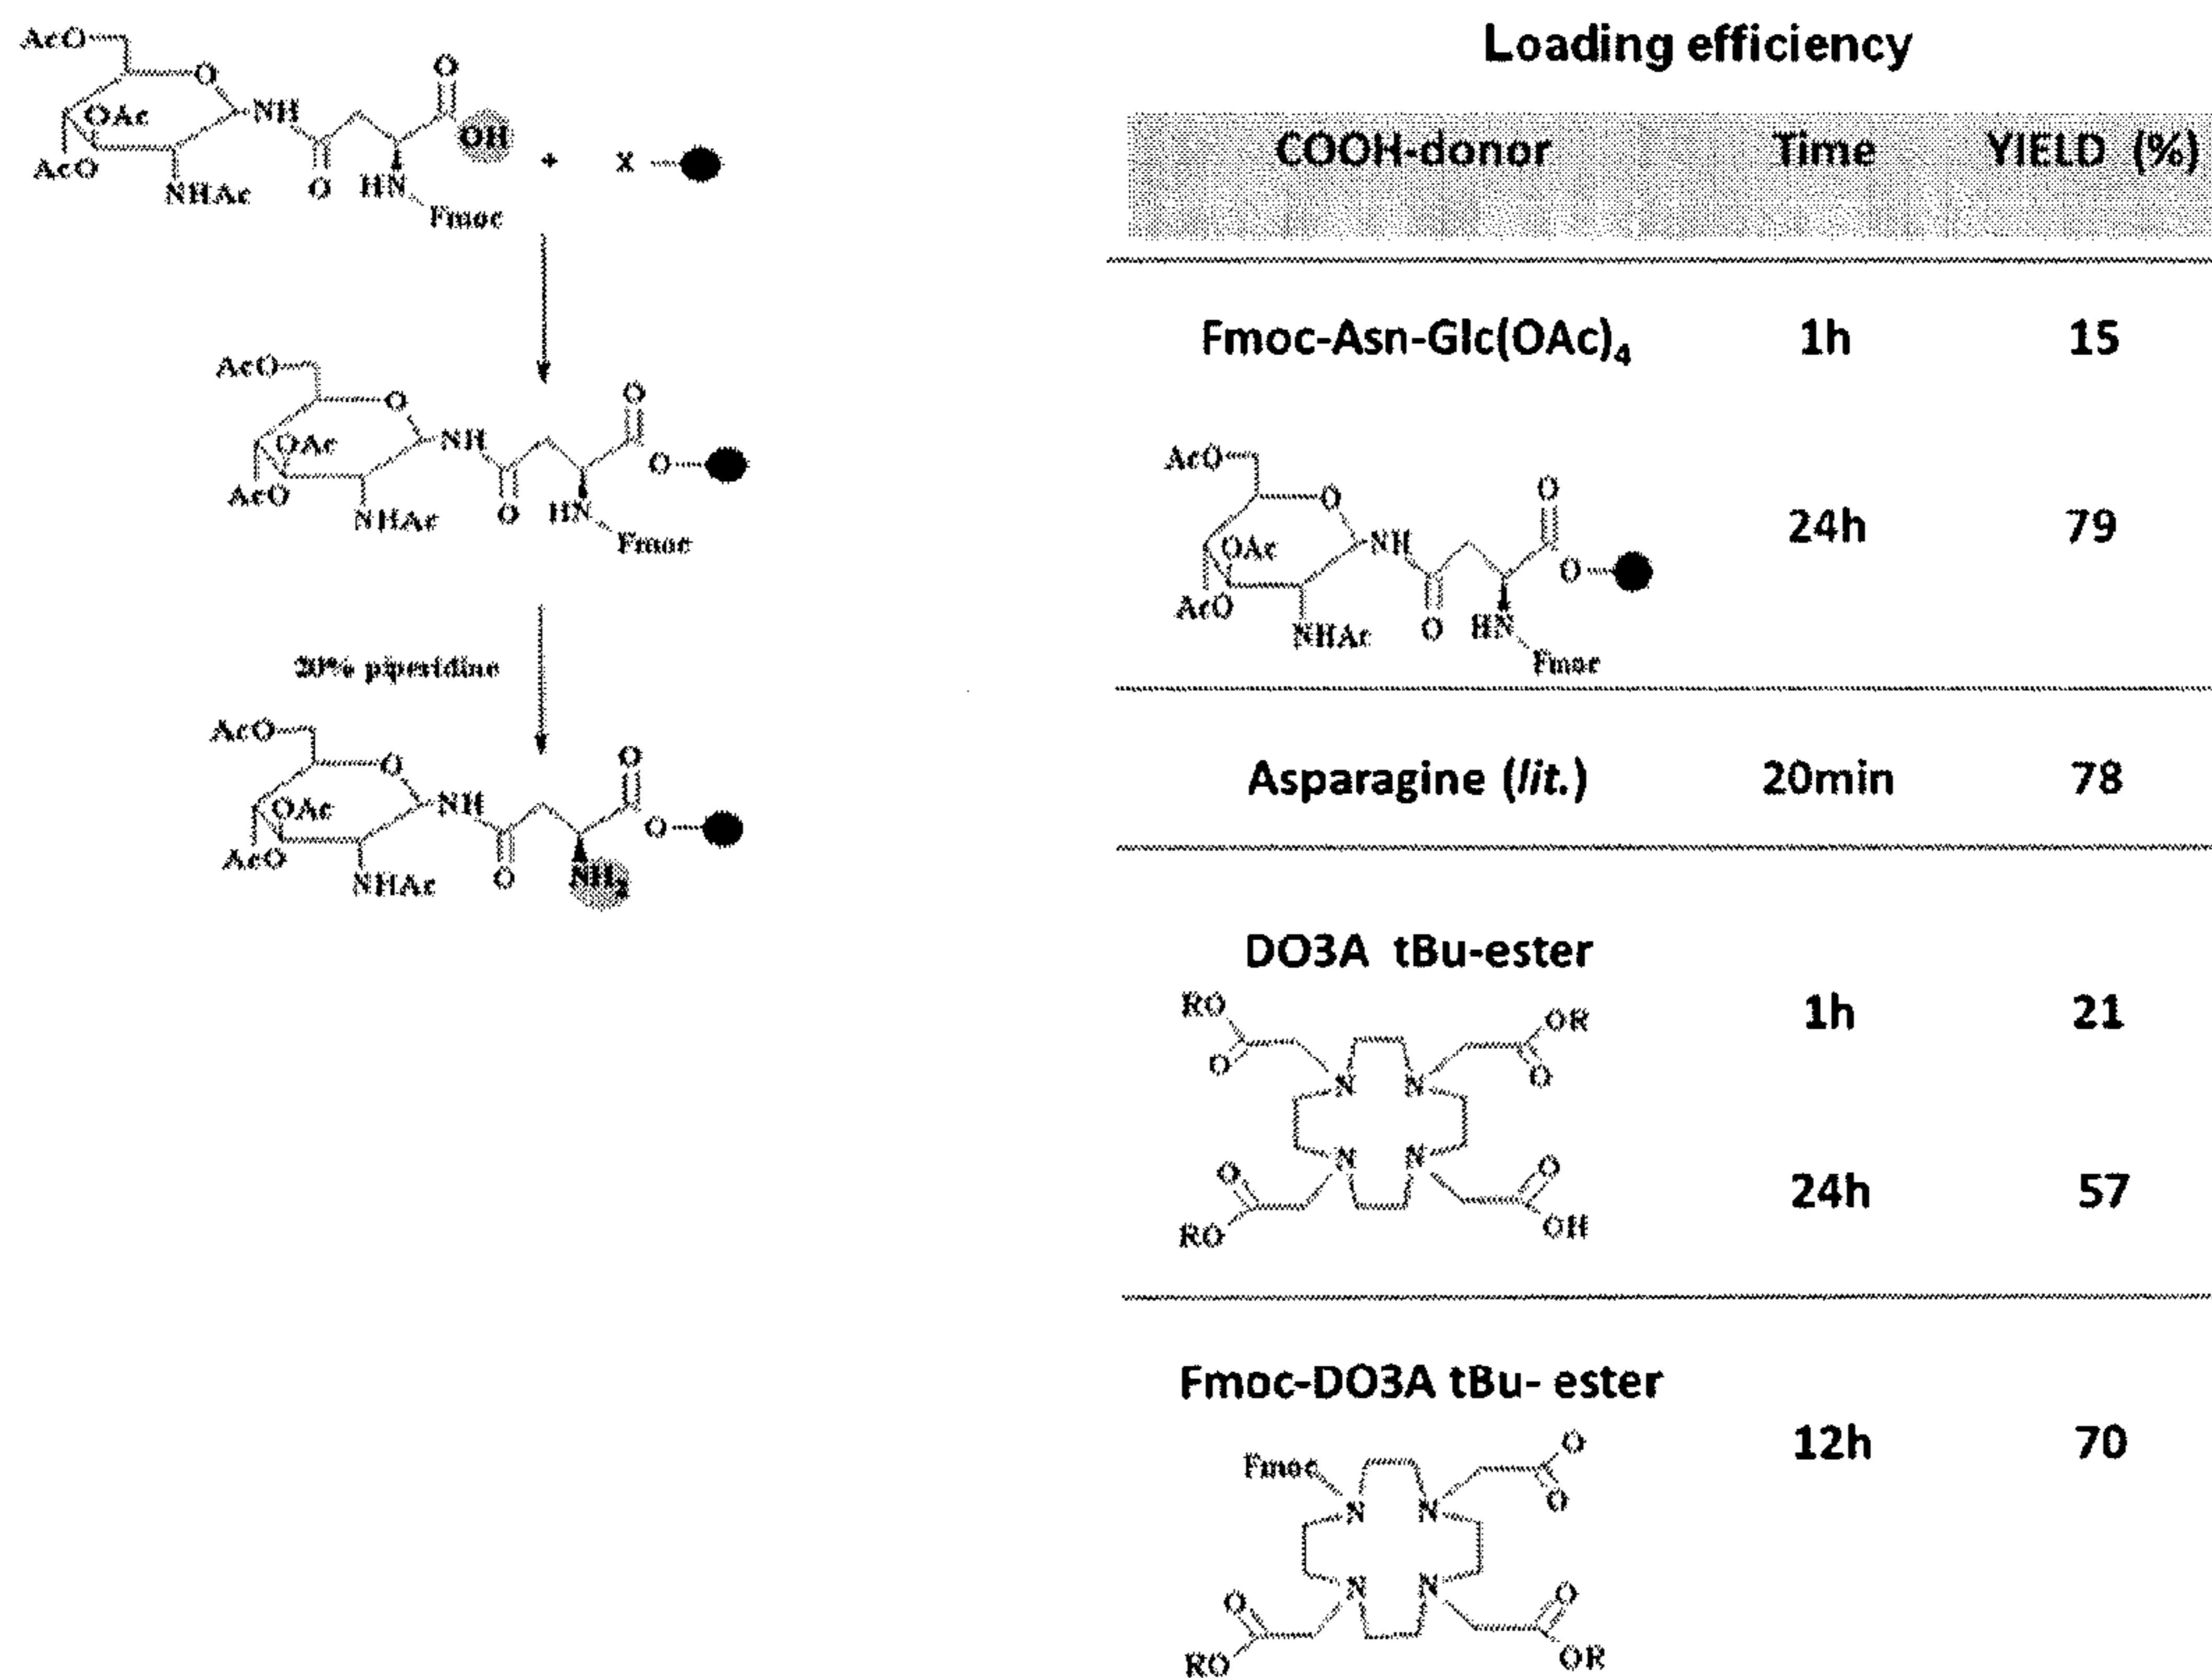 AcO
O
O
OAc
NH
OH
AcO
NHAc
O
HN
Fmoc
+
X
AcO
O
O
OAc
NH
O
AcO
NHAc
O
HN
Fmoc
20% piperidine
AcO
O
O
OAc
NH
O
AcO
NHAc
O
NH₂
Loading efficiency
COOH-donor Time YIELD (%)
Fmoc-Asn-Glc(OAc)₄ 1h 15
24h 79
AcO
O
O
OAc
NH
O
AcO
NHAc
O
HN
Fmoc
Asparagine (lit.) 20min 78
DO3A tBu-ester
1h 21
RO
OR
O
O
N N
N N
O
O
RO
OH
24h 57
Fmoc-DO3A tBu- ester
12h 70
Fmoc
O
O
N N
N N
O
O
RO
OR